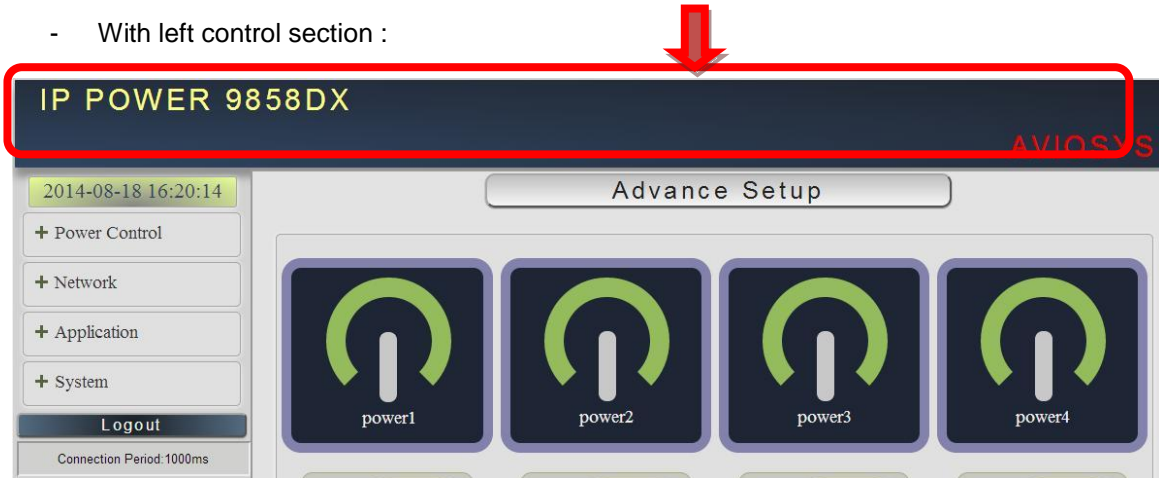 - With left control section :
IP POWER 9858DX
AVIOSYS
2014-08-18 16:20:14
Advance Setup
+ Power Control
+ Network
+ Application
+ System
Logout
Connection Period:1000ms
power1 power2 power3 power4